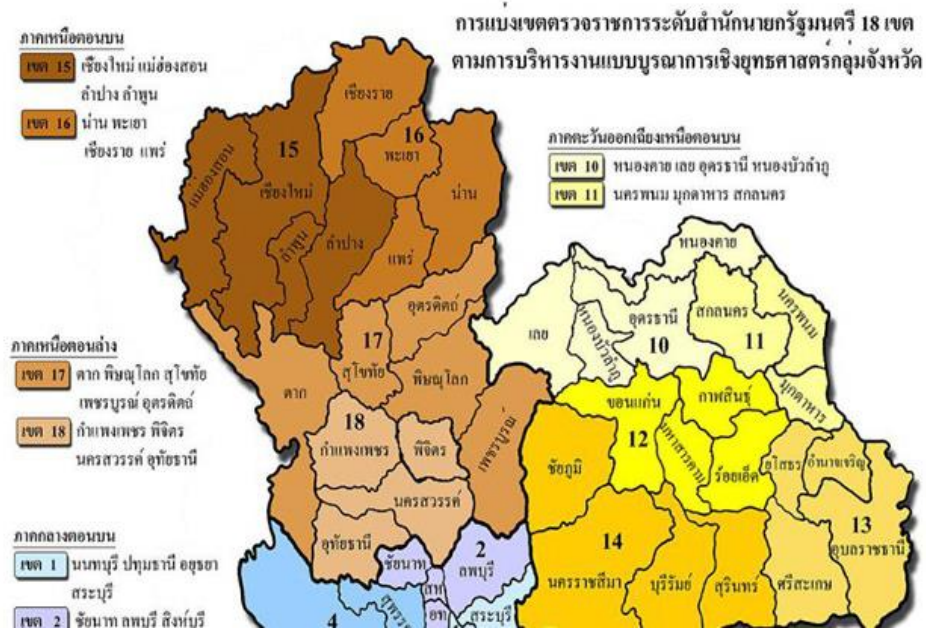 การแบ่งเขตตรวจราชการระดับสำนักนายกรัฐมนตรี 18 เขต
ตามการบริหารงานแบบบูรณาการเชิงยุทธศาสตร์กลุ่มจังหวัด
ภาคเหนือตอนบน
เขต 15 เชียงใหม่ แม่ฮ่องสอน
ลำปาง ลำพูน
เขต 16 น่าน พะเยา
เชียงราย แพร่
ภาคตะวันออกเฉียงเหนือตอนบน
เขต 10 หนองคาย เลย อุดรธานี หนองบัวลำภู
เขต 11 นครพนม มุกดาหาร สกลนคร
ภาคเหนือตอนล่าง
เขต 17 ตาก พิษณุโลก สุโขทัย
เพชรบูรณ์ อุตรดิตถ์
เขต 18 กำแพงเพชร พิจิตร
นครสวรรค์ อุทัยธานี
ภาคกลางตอนบน
เขต 1 นนทบุรี ปทุมธานี อยุธยา
สระบุรี
เขต 2 ชัยนาท ลพบุรี สิงห์บุรี
เชียงราย
15
16
พะเยา
แม่ฮ่องสอน
เชียงใหม่
น่าน
ลำพูน
ลำปาง
แพร่
อุตรดิตถ์
17
สุโขทัย
พิษณุโลก
ตาก
18
กำแพงเพชร
พิจิตร
เพชรบูรณ์
นครสวรรค์
อุทัยธานี
ชัยนาท
2
ลพบุรี
สห
อท
สระบุรี
4
หนองคาย
เลย
หนองบัวลำภู
อุดรธานี
10
สกลนคร
11
นครพนม
มุกดาหาร
ขอนแก่น
กาฬสินธุ์
12
มหาสารคาม
ร้อยเอ็ด
ชัยภูมิ
ยโสธร
อำนาจเจริญ
13
อุบลราชธานี
14
นครราชสีมา
บุรีรัมย์
สุรินทร์
ศรีสะเกษ